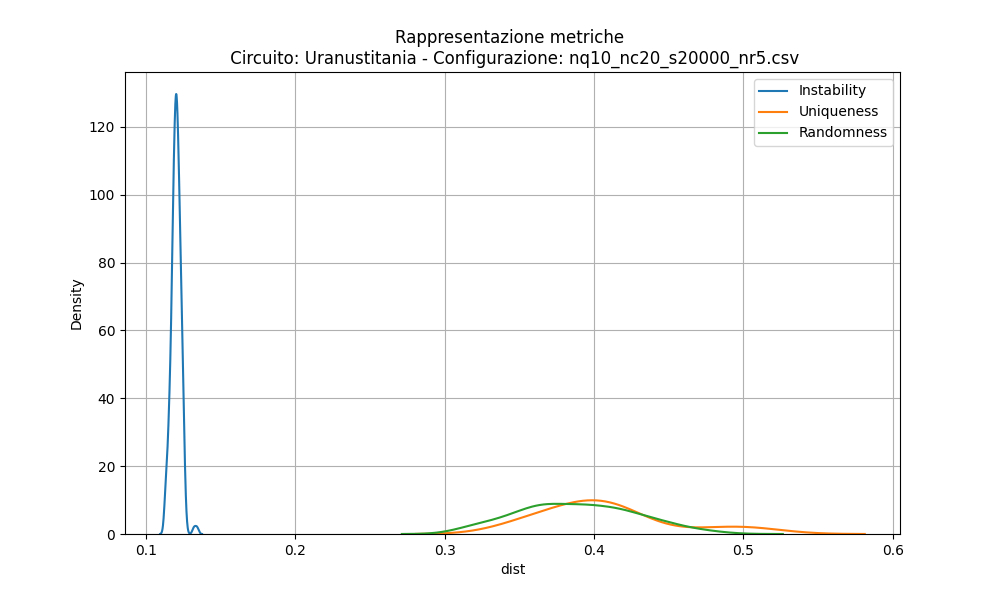 Rappresentazione metriche
Circuito: Uranustitania - Configurazione: nq10_nc20_s20000_nr5.csv
Instability
Uniqueness
Randomness
Density
120
100
80
60
40
20
0
0.1 0.2 0.3 0.4 0.5 0.6
dist